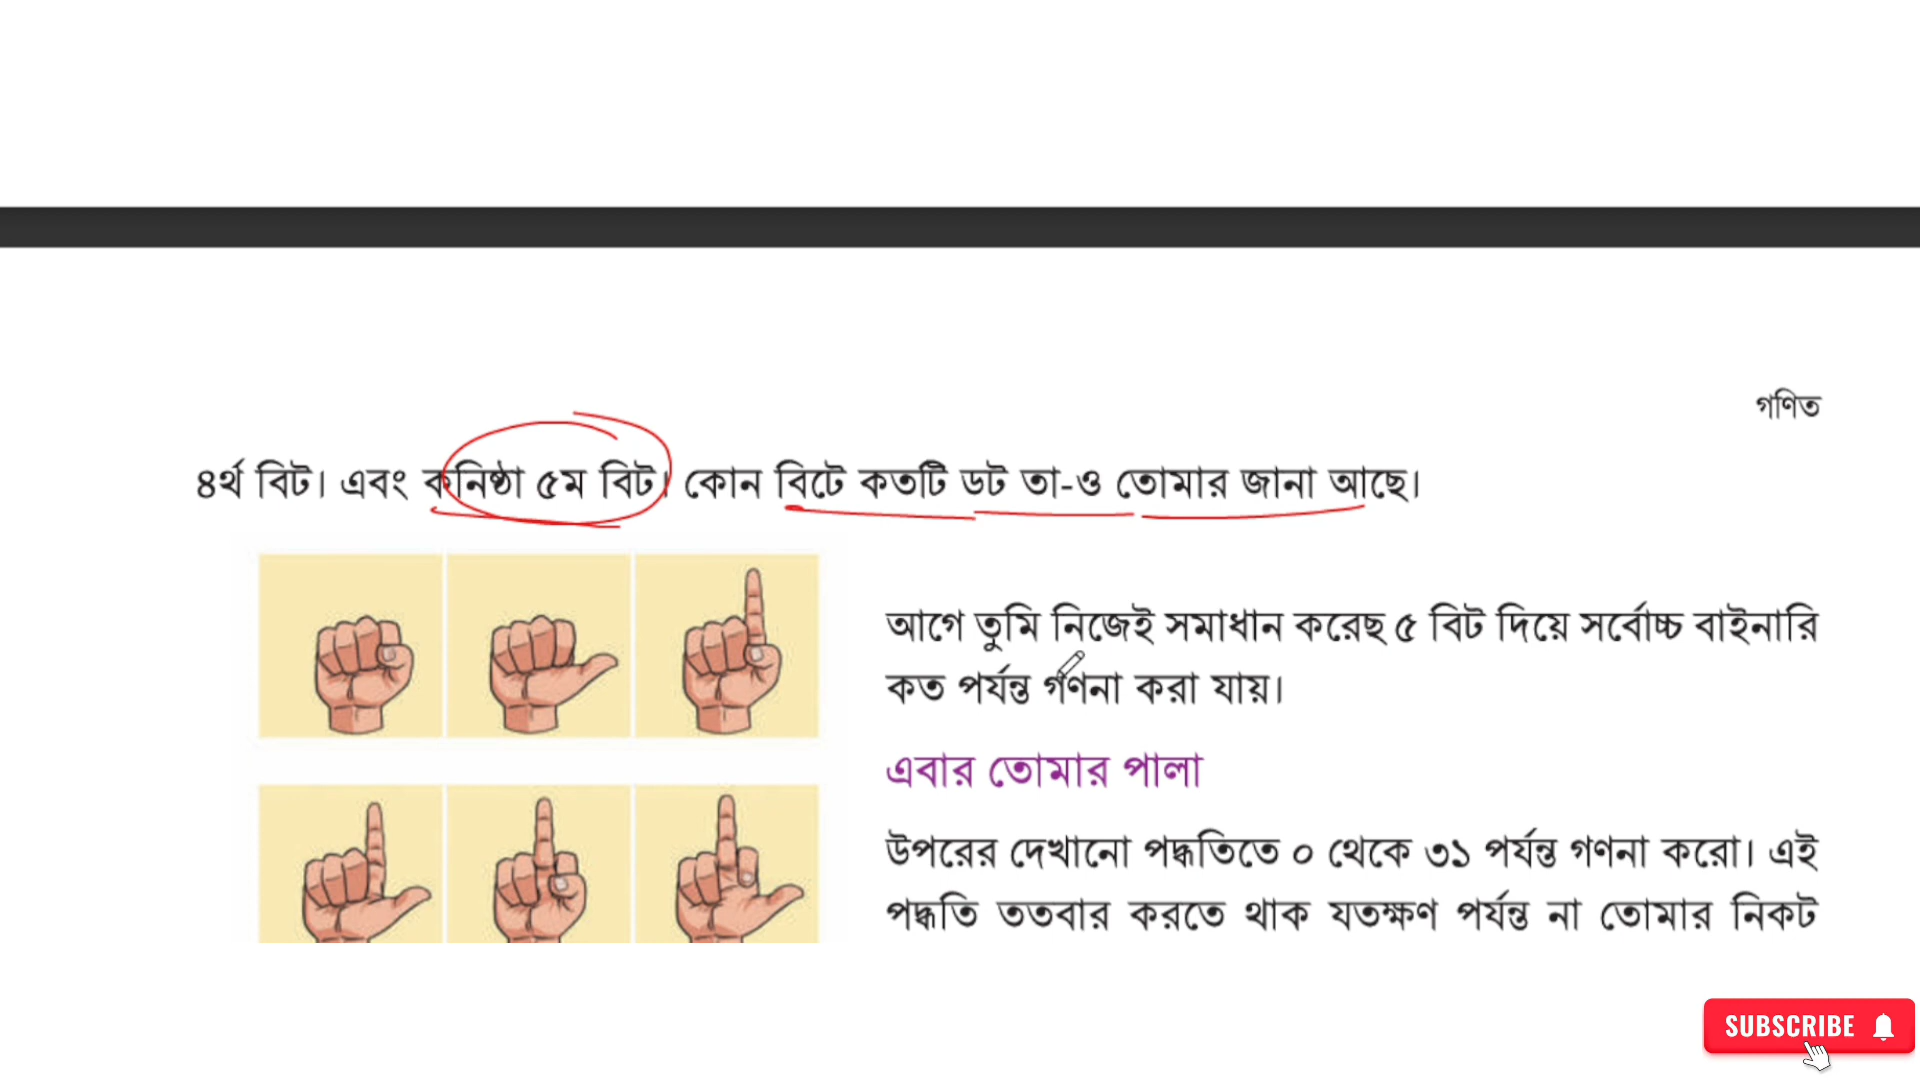 গণিত
৪র্থ বিট। এবং কনিষ্ঠা ৫ম বিট। কোন বিটে কতটি ডট তা-ও তোমার জানা আছে।
আগে তুমি নিজেই সমাধান করেছ ৫ বিট দিয়ে সর্বোচ্চ বাইনারি
কত পর্যন্ত গণনা করা যায়।
এবার তোমার পালা
উপরের দেখানো পদ্ধতিতে ০ থেকে ৩১ পর্যন্ত গণনা করো। এই
পদ্ধতি ততবার করতে থাক যতক্ষণ পর্যন্ত না তোমার নিকট
SUBSCRIBE